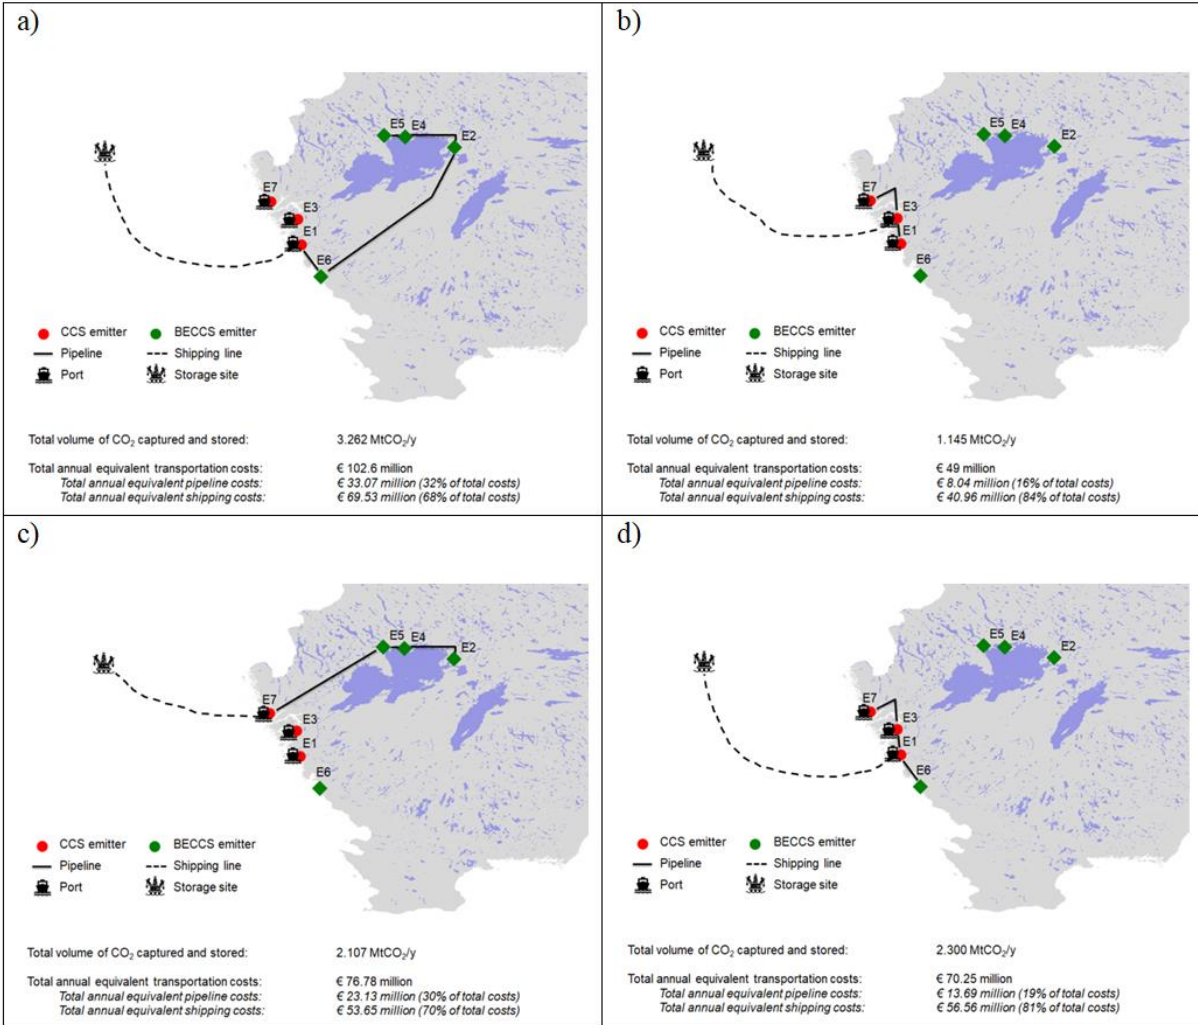 a)
E5 E4
E2
E7
E3
E1
E6
CCS emitter BECCS emitter
Pipeline Shipping line
Port Storage site
Total volume of CO₂ captured and stored: 3.262 MtCO₂/y
Total annual equivalent transportation costs: € 102.6 million
Total annual equivalent pipeline costs: € 33.07 million (32% of total costs)
Total annual equivalent shipping costs: € 69.53 million (68% of total costs)
b)
E5 E4
E2
E7
E3
E1
E6
CCS emitter BECCS emitter
Pipeline Shipping line
Port Storage site
Total volume of CO₂ captured and stored: 1.145 MtCO₂/y
Total annual equivalent transportation costs: € 49 million
Total annual equivalent pipeline costs: € 8.04 million (16% of total costs)
Total annual equivalent shipping costs: € 40.96 million (84% of total costs)
c)
E5 E4
E2
E7
E3
E1
E6
CCS emitter BECCS emitter
Pipeline Shipping line
Port Storage site
Total volume of CO₂ captured and stored: 2.107 MtCO₂/y
Total annual equivalent transportation costs: € 76.78 million
Total annual equivalent pipeline costs: € 23.13 million (30% of total costs)
Total annual equivalent shipping costs: € 53.65 million (70% of total costs)
d)
E5 E4
E2
E7
E3
E1
E6
CCS emitter BECCS emitter
Pipeline Shipping line
Port Storage site
Total volume of CO₂ captured and stored: 2.300 MtCO₂/y
Total annual equivalent transportation costs: € 70.25 million
Total annual equivalent pipeline costs: € 13.69 million (19% of total costs)
Total annual equivalent shipping costs: € 56.56 million (81% of total costs)